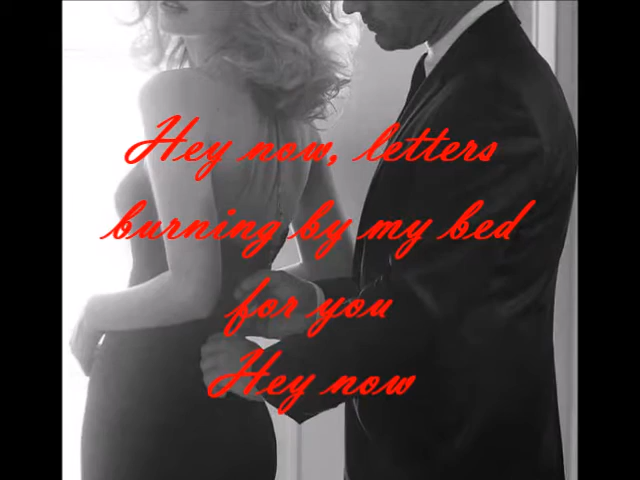 Hey now, letters
burning by my bed
for you
Hey now